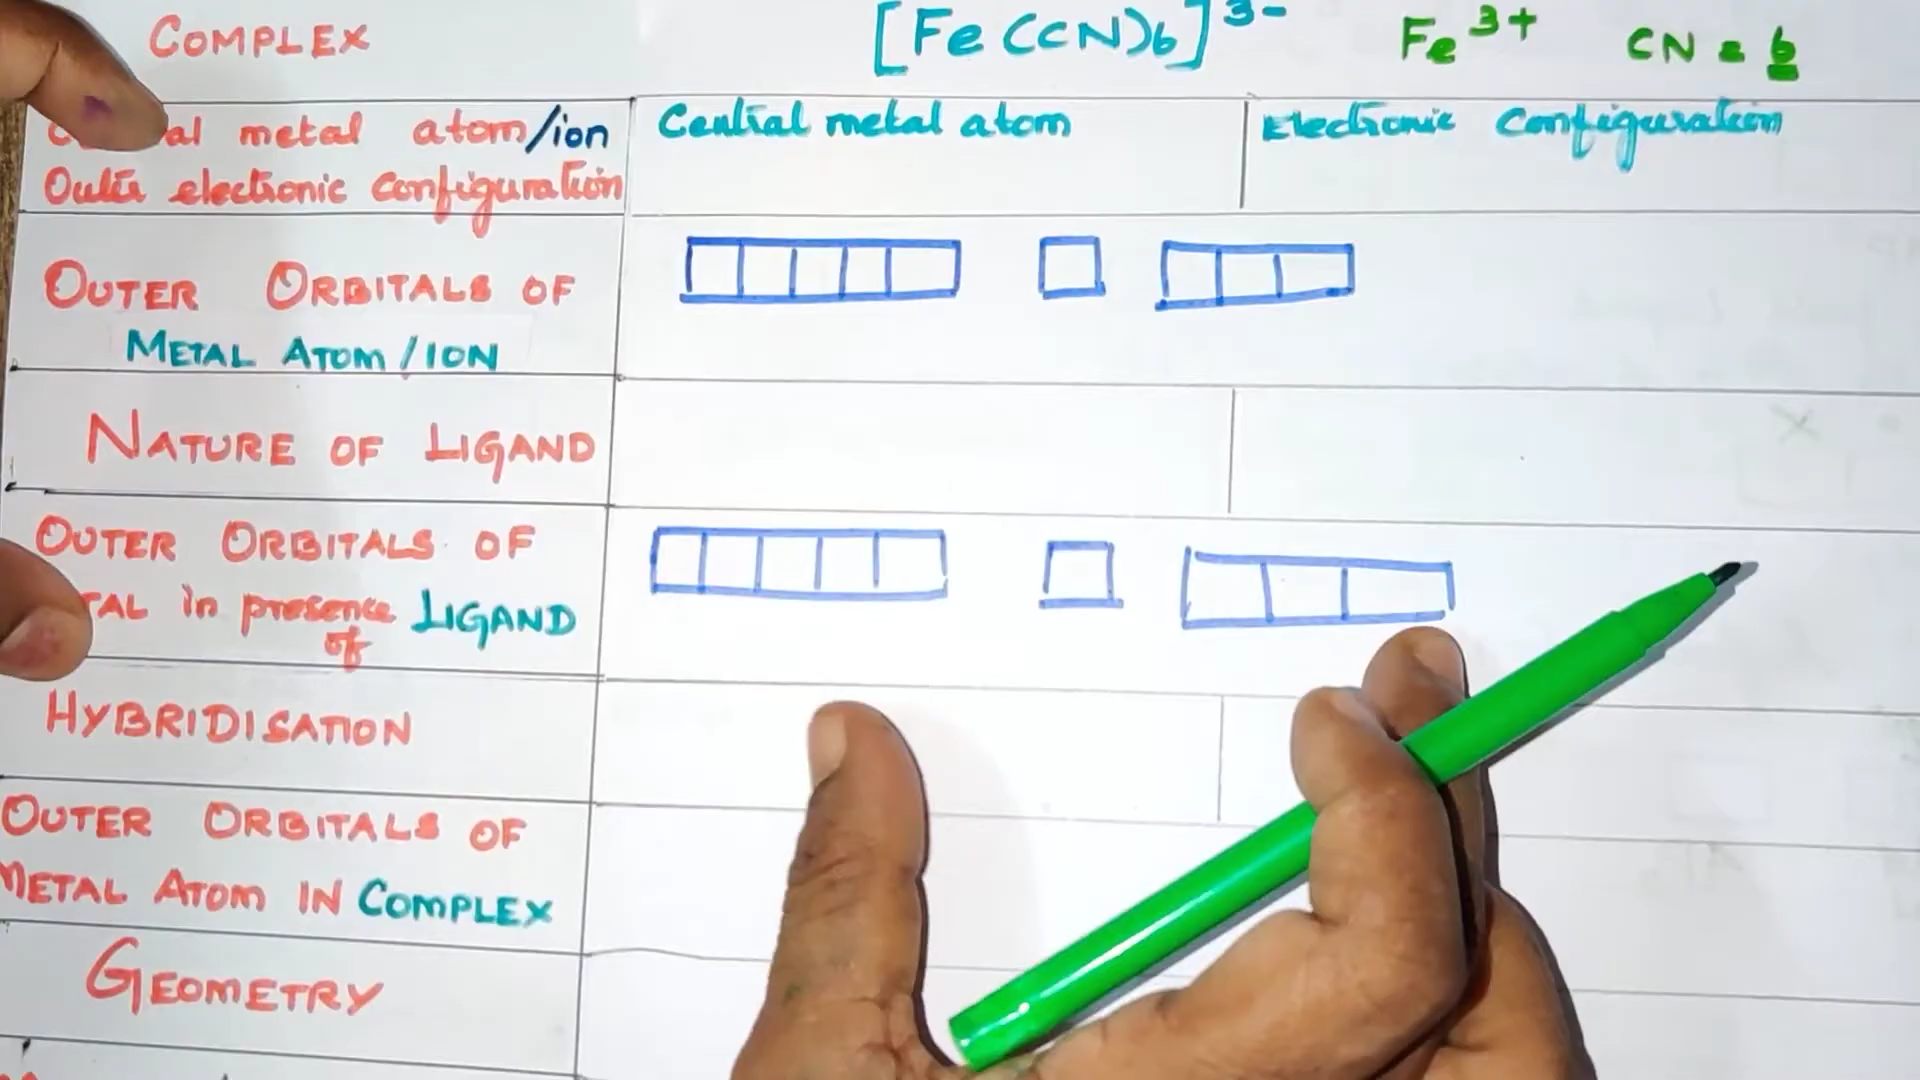 COMPLEX
[Fe(CN)6]3- Fe3+ CN = 6
metal atom/ion
Outer electronic configuration
Central metal atom
Electronic Configuration
OUTER ORBITALS OF
METAL ATOM/ION
NATURE OF LIGAND
OUTER ORBITALS OF
in presence of LIGAND
HYBRIDISATION
OUTER ORBITALS OF
METAL ATOM IN COMPLEX
GEOMETRY